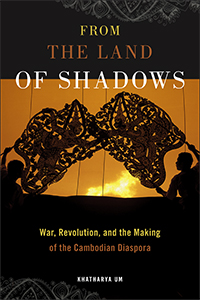 FROM
THE LAND
OF SHADOWS
War, Revolution, and the Making
of the Cambodian Diaspora
KHATHARYA UM